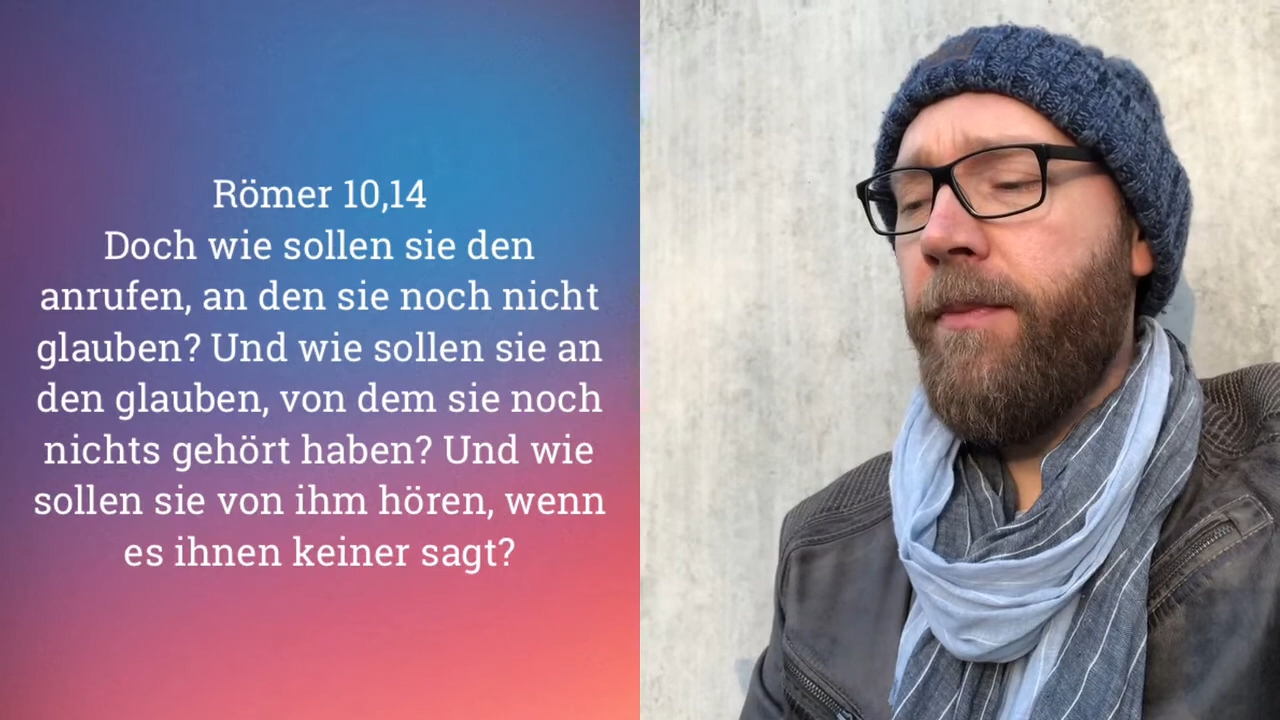 Römer 10,14
Doch wie sollen sie den
anrufen, an den sie noch nicht
glauben? Und wie sollen sie an
den glauben, von dem sie noch
nichts gehört haben? Und wie
sollen sie von ihm hören, wenn
es ihnen keiner sagt?